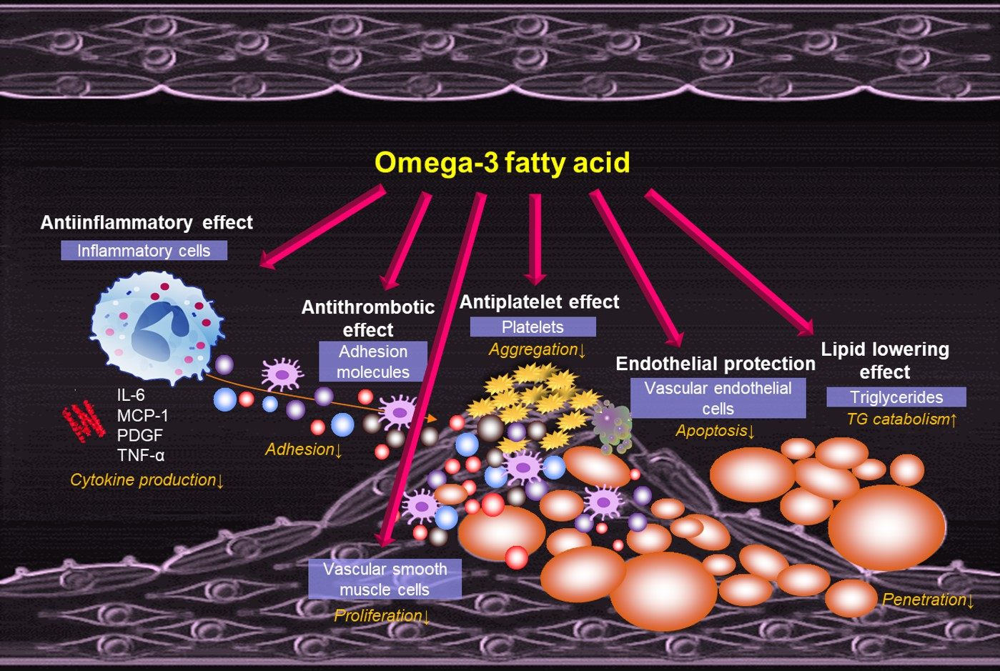 Omega-3 fatty acid
Antiinflammatory effect
Inflammatory cells
IL-6
MCP-1
PDGF
TNF-α
Cytokine production↓
Antithrombotic
effect
Adhesion
molecules
Adhesion↓
Antiplatelet effect
Platelets
Aggregation↓
Endothelial protection
Vascular endothelial
cells
Apoptosis↓
Lipid lowering
effect
Triglycerides
TG catabolism↑
Vascular smooth
muscle cells
Proliferation↓
Penetration↓